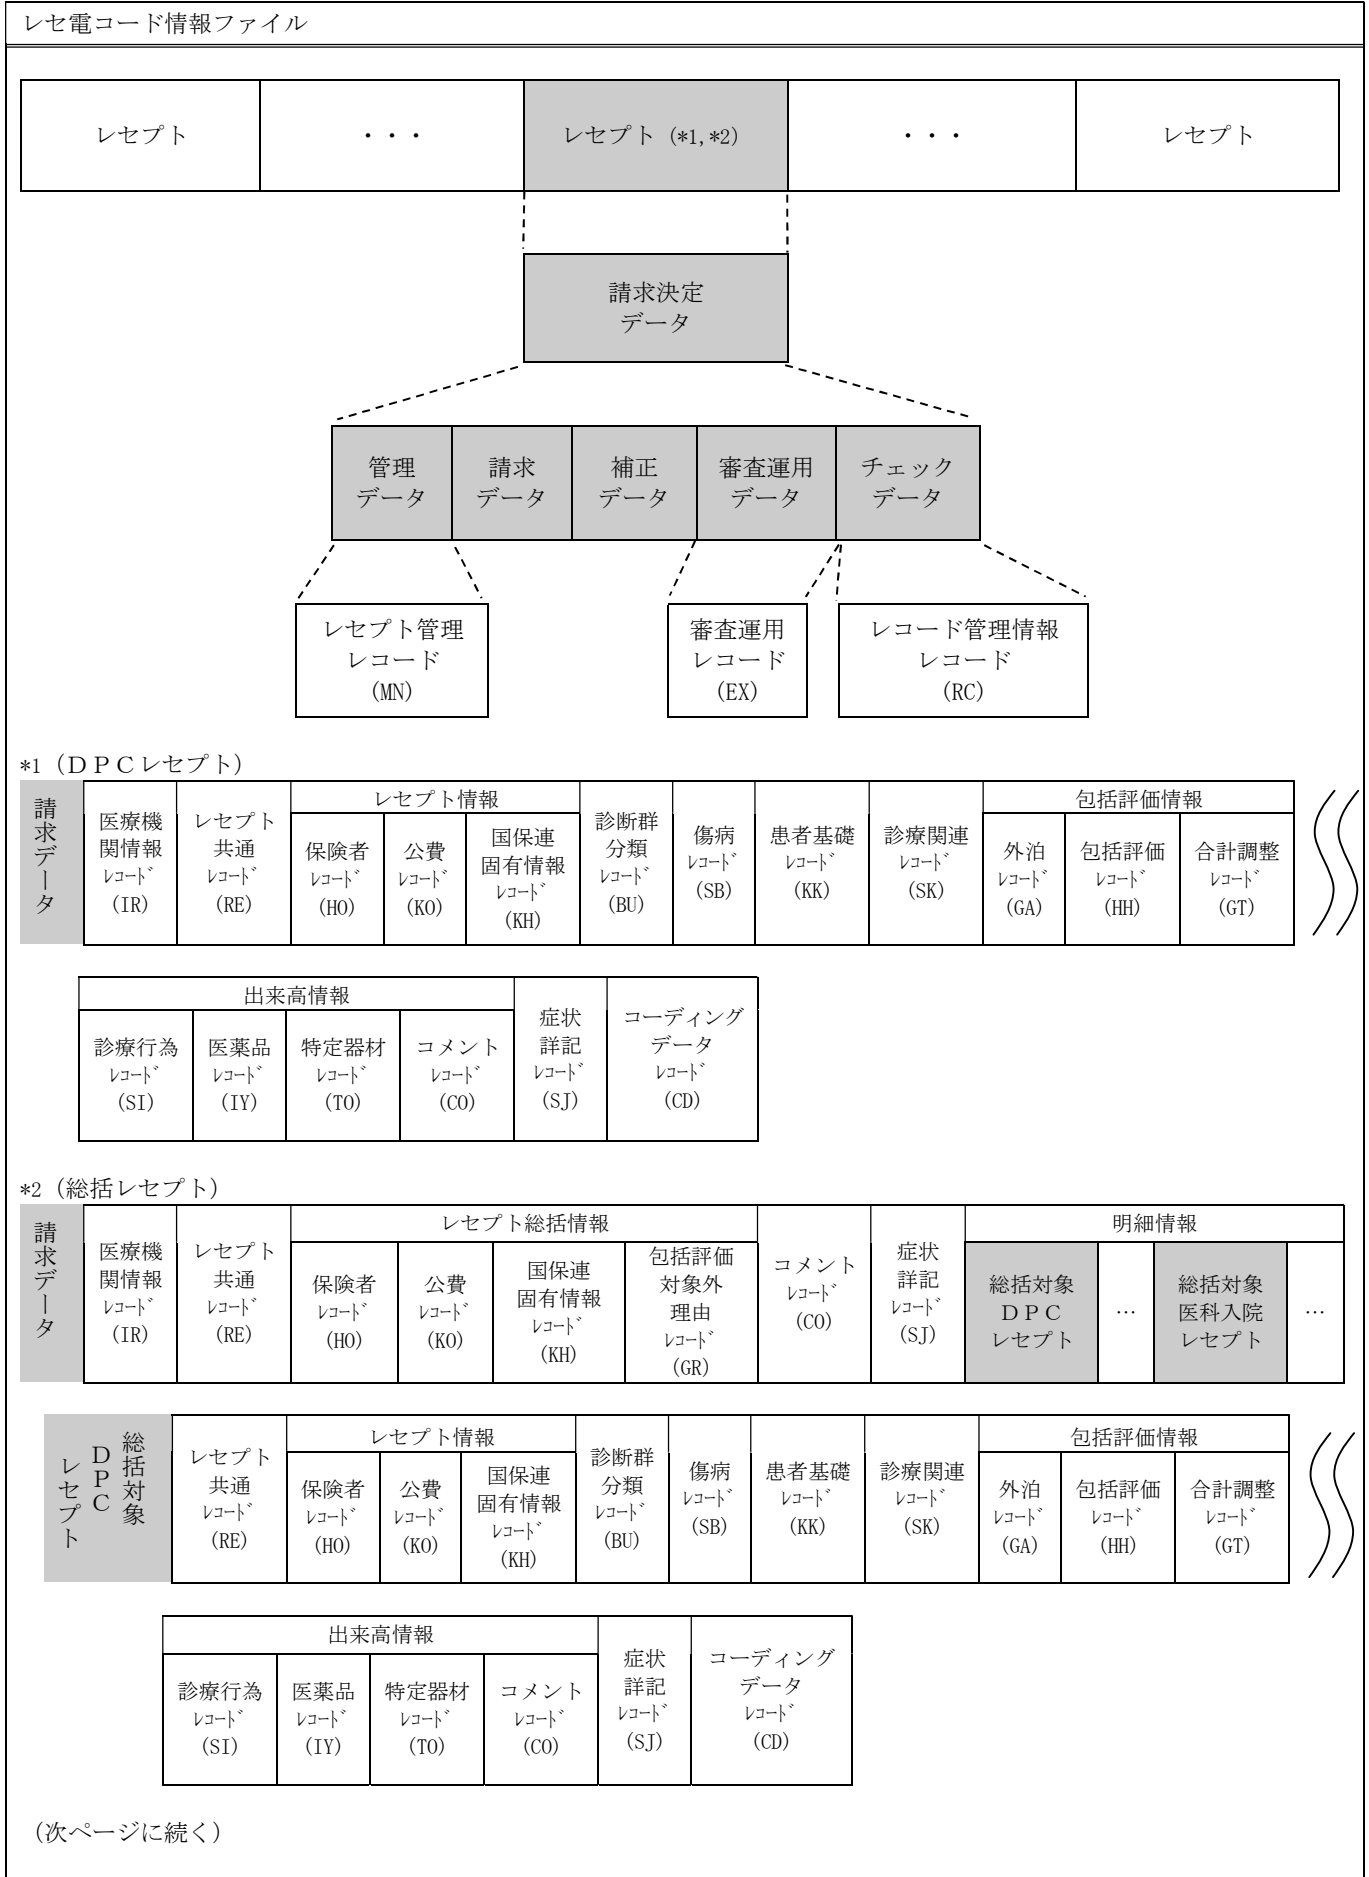 レセ電コード情報ファイル
レセプト
・・・
レセプト (*1,*2)
・・・
レセプト
請求決定
データ
管理
データ
請求
データ
補正
データ
審査運用
データ
チェック
データ
レセプト管理
レコード
(MN)
審査運用
レコード
(EX)
レコード管理情報
レコード
(RC)
*1（ＤＰＣレセプト）
請求データ
医療機
関情報
ﾚｺｰﾄﾞ
(IR)
レセプト
共通
ﾚｺｰﾄﾞ
(RE)
レセプト情報
保険者
ﾚｺｰﾄﾞ
(HO)
公費
ﾚｺｰﾄﾞ
(KO)
国保連
固有情報
ﾚｺｰﾄﾞ
(KH)
診断群
分類
ﾚｺｰﾄﾞ
(BU)
傷病
ﾚｺｰﾄﾞ
(SB)
患者基礎
ﾚｺｰﾄﾞ
(KK)
診療関連
ﾚｺｰﾄﾞ
(SK)
包括評価情報
外泊
ﾚｺｰﾄﾞ
(GA)
包括評価
ﾚｺｰﾄﾞ
(HH)
合計調整
ﾚｺｰﾄﾞ
(GT)
出来高情報
診療行為
ﾚｺｰﾄﾞ
(SI)
医薬品
ﾚｺｰﾄﾞ
(IY)
特定器材
ﾚｺｰﾄﾞ
(TO)
コメント
ﾚｺｰﾄﾞ
(CO)
症状
詳記
ﾚｺｰﾄﾞ
(SJ)
コーディング
データ
ﾚｺｰﾄﾞ
(CD)
*2（総括レセプト）
請求データ
医療機
関情報
ﾚｺｰﾄﾞ
(IR)
レセプト
共通
ﾚｺｰﾄﾞ
(RE)
レセプト総括情報
保険者
ﾚｺｰﾄﾞ
(HO)
公費
ﾚｺｰﾄﾞ
(KO)
国保連
固有情報
ﾚｺｰﾄﾞ
(KH)
包括評価
対象外
理由
ﾚｺｰﾄﾞ
(GR)
コメント
ﾚｺｰﾄﾞ
(CO)
症状
詳記
ﾚｺｰﾄﾞ
(SJ)
明細情報
総括対象
ＤＰＣ
レセプト
…
総括対象
医科入院
レセプト
…
総括対象
ＤＰＣ
レセプト
レセプト
共通
ﾚｺｰﾄﾞ
(RE)
レセプト情報
保険者
ﾚｺｰﾄﾞ
(HO)
公費
ﾚｺｰﾄﾞ
(KO)
国保連
固有情報
ﾚｺｰﾄﾞ
(KH)
診断群
分類
ﾚｺｰﾄﾞ
(BU)
傷病
ﾚｺｰﾄﾞ
(SB)
患者基礎
ﾚｺｰﾄﾞ
(KK)
診療関連
ﾚｺｰﾄﾞ
(SK)
包括評価情報
外泊
ﾚｺｰﾄﾞ
(GA)
包括評価
ﾚｺｰﾄﾞ
(HH)
合計調整
ﾚｺｰﾄﾞ
(GT)
出来高情報
診療行為
ﾚｺｰﾄﾞ
(SI)
医薬品
ﾚｺｰﾄﾞ
(IY)
特定器材
ﾚｺｰﾄﾞ
(TO)
コメント
ﾚｺｰﾄﾞ
(CO)
症状
詳記
ﾚｺｰﾄﾞ
(SJ)
コーディング
データ
ﾚｺｰﾄﾞ
(CD)
（次ページに続く）